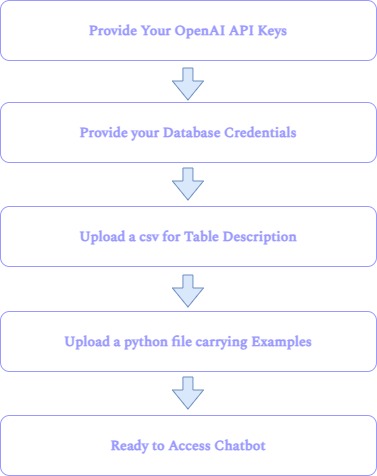 Provide Your OpenAI API Keys
Provide your Database Credentials
Upload a csv for Table Description
Upload a python file carrying Examples
Ready to Access Chatbot